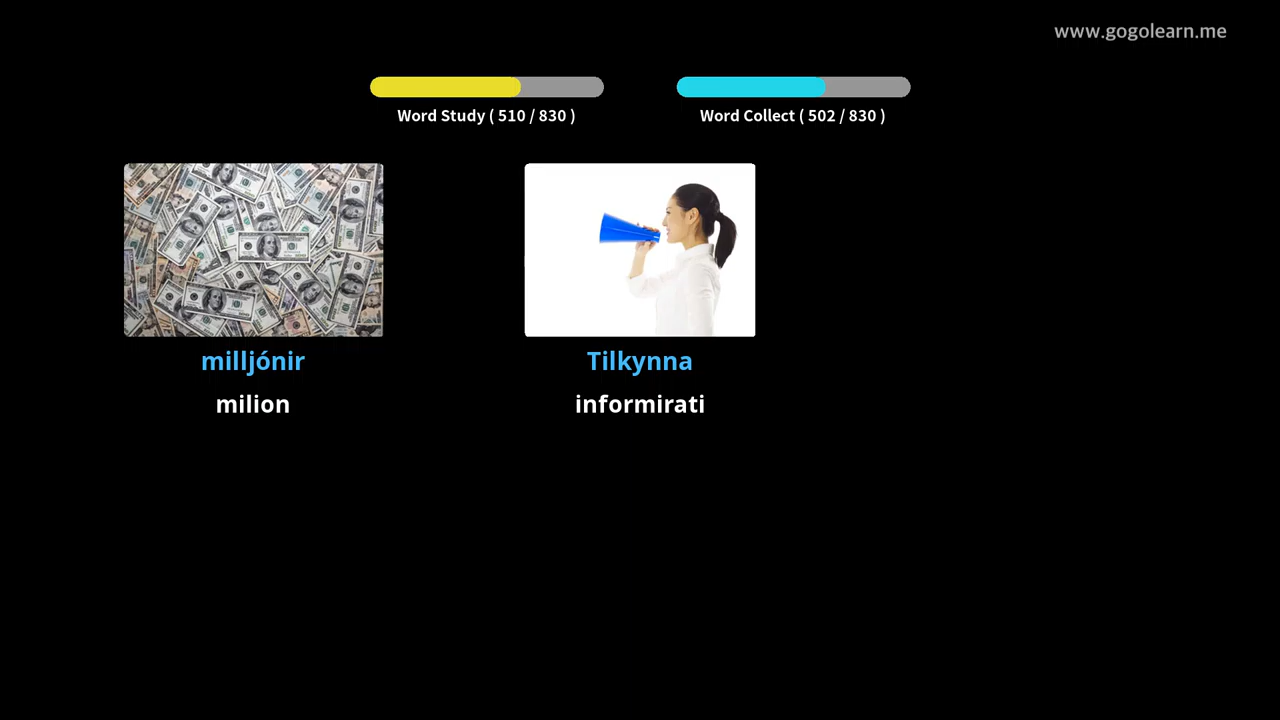 www.gogolearn.me
Word Study ( 510 / 830 )
Word Collect ( 502 / 830 )
milljónir
milion
Tilkynna
informirati